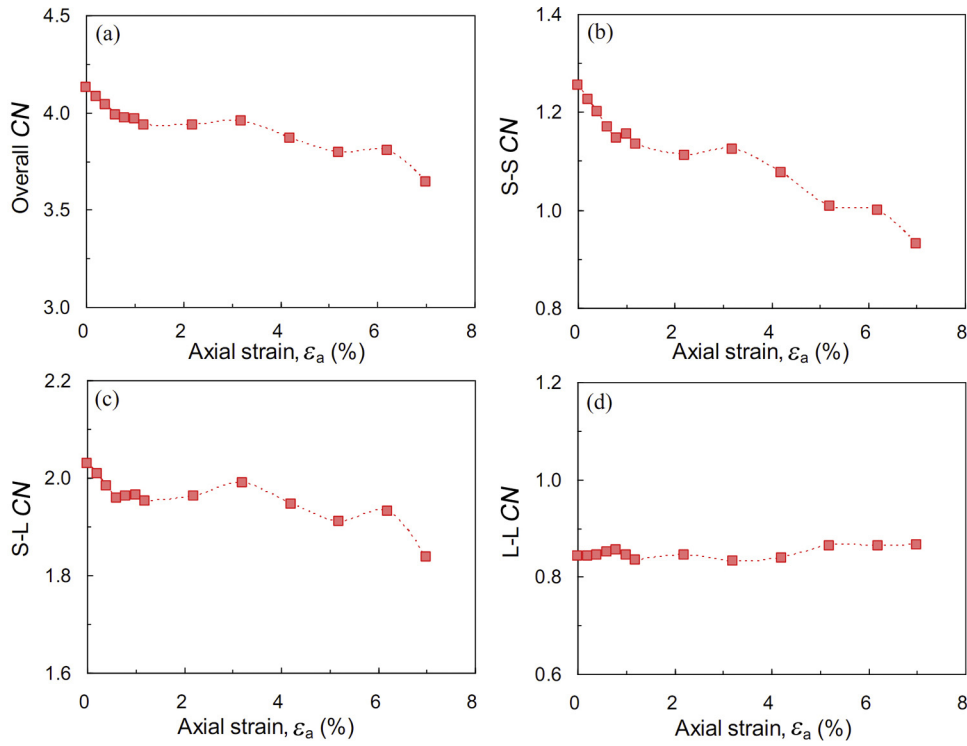 (a)
4.5
4.0
3.5
3.0
Overall CN
0 2 4 6 8
Axial strain, εa (%)
(b)
1.4
1.2
1.0
0.8
S-S CN
0 2 4 6 8
Axial strain, εa (%)
(c)
2.2
2.0
1.8
1.6
S-L CN
0 2 4 6 8
Axial strain, εa (%)
(d)
1.2
1.0
0.8
0.6
L-L CN
0 2 4 6 8
Axial strain, εa (%)